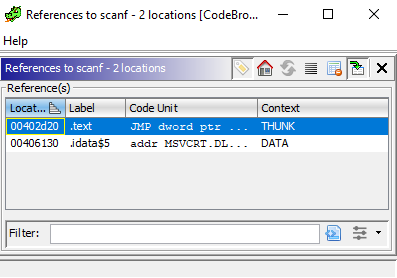 References to scanf - 2 locations [CodeBro...
Help
References to scanf - 2 locations
Reference(s)
Locat... Label Code Unit Context
00402d20 .text JMP dword ptr ... THUNK
00406130 .idata$5 addr MSVCRT.DL... DATA
Filter: